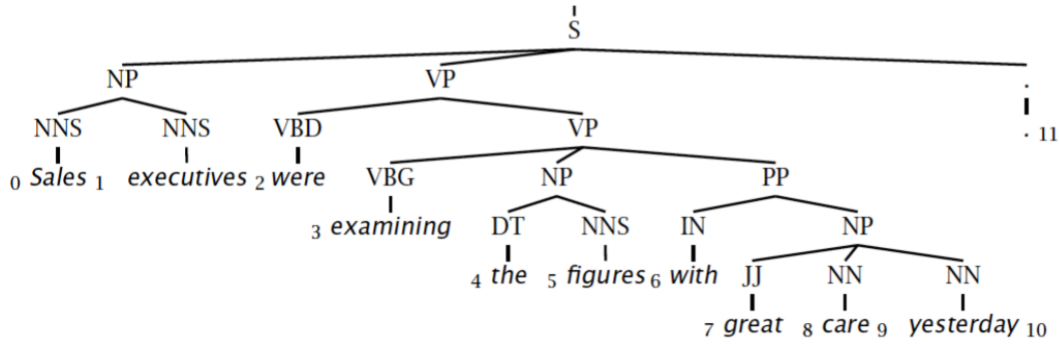 S
NP VP .
NNS NNS VBD VP . 11
0 Sales 1 executives 2 were VBG NP PP
3 examining DT NNS IN NP
4 the 5 figures 6 with JJ NN NN
7 great 8 care 9 yesterday 10